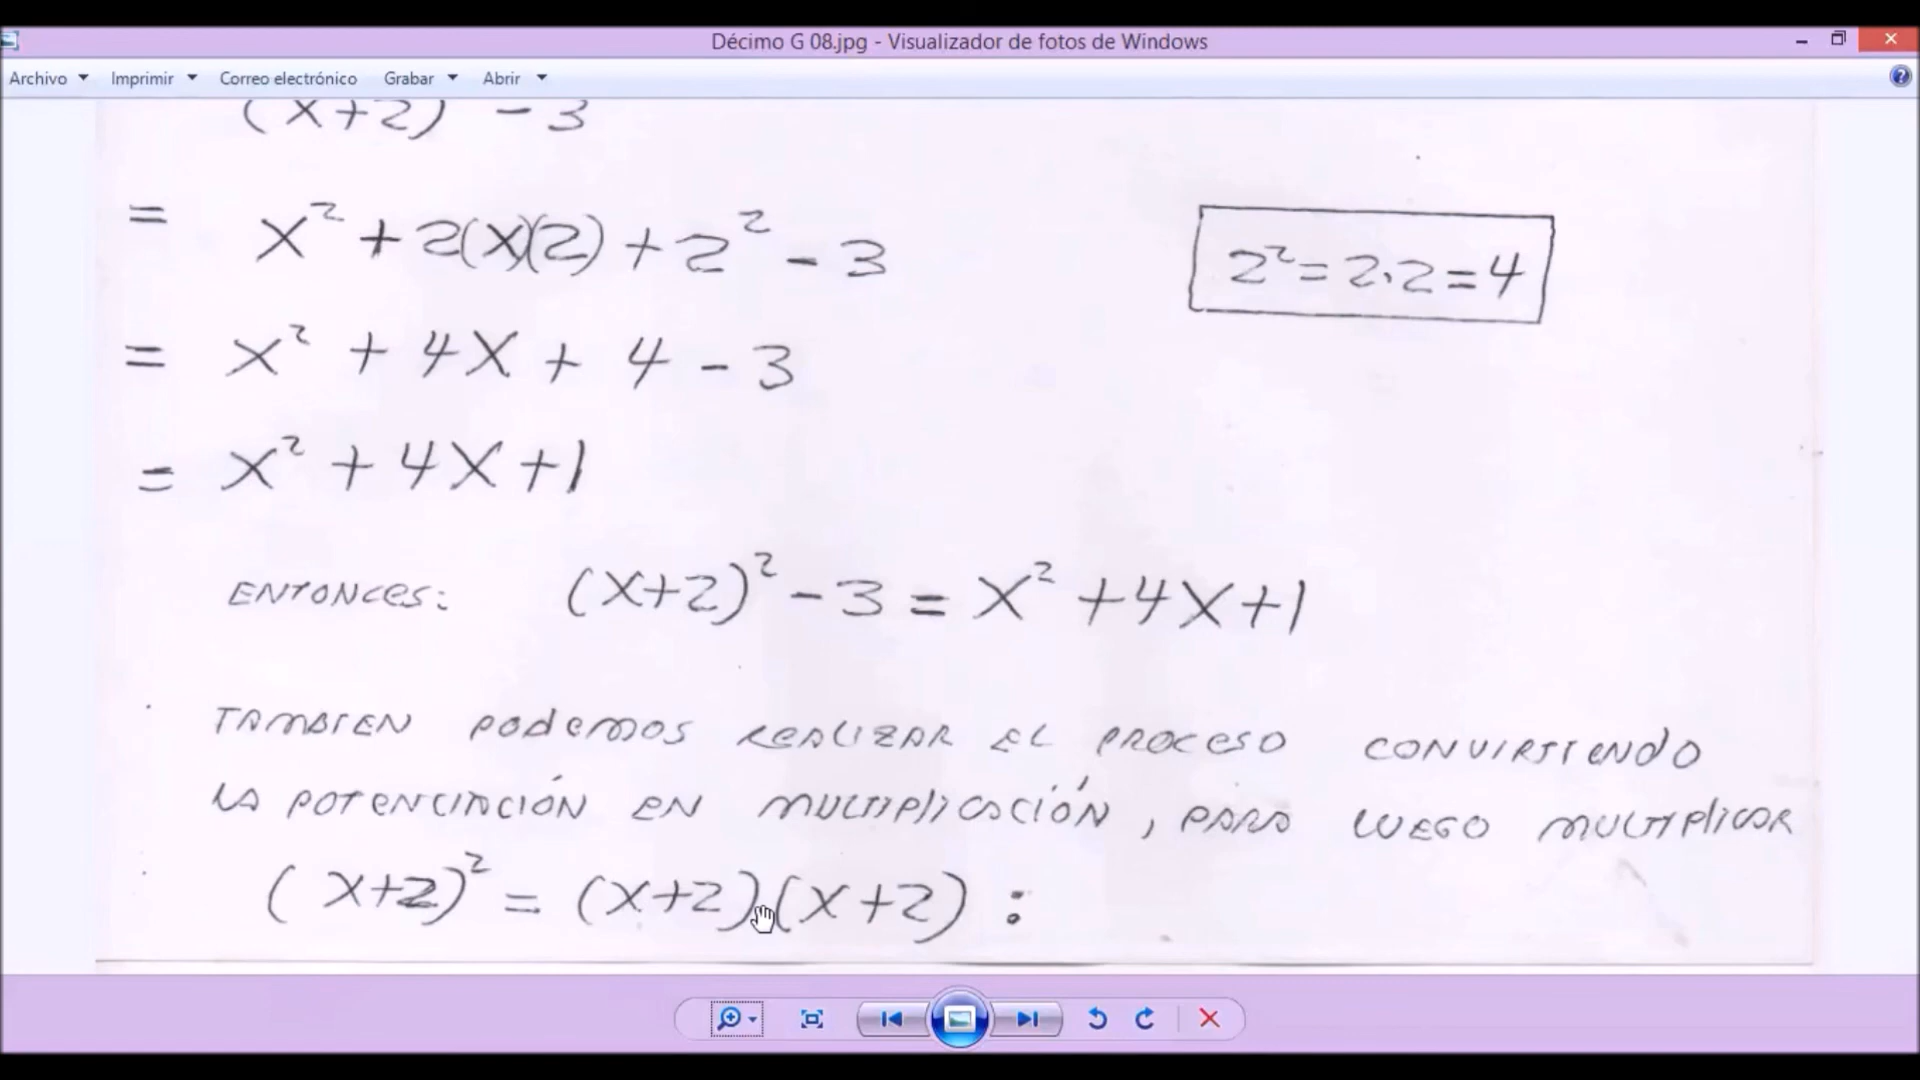 Décimo G 08.jpg - Visualizador de fotos de Windows
Archivo Imprimir Correo electrónico Grabar Abrir
(x+2) - 3
= x² + 2(x)(2) + 2² - 3
2² = 2·2 = 4
= x² + 4x + 4 - 3
= x² + 4x + 1
ENTONCES: (x+2)² - 3 = x² + 4x + 1
TAMBIEN PODEMOS REALIZAR EL PROCESO CONVIRTIENDO
LA POTENCIACIÓN EN MULTIPLICACIÓN, PARA LUEGO MULTIPLICAR
(x+2)² = (x+2)(x+2) :